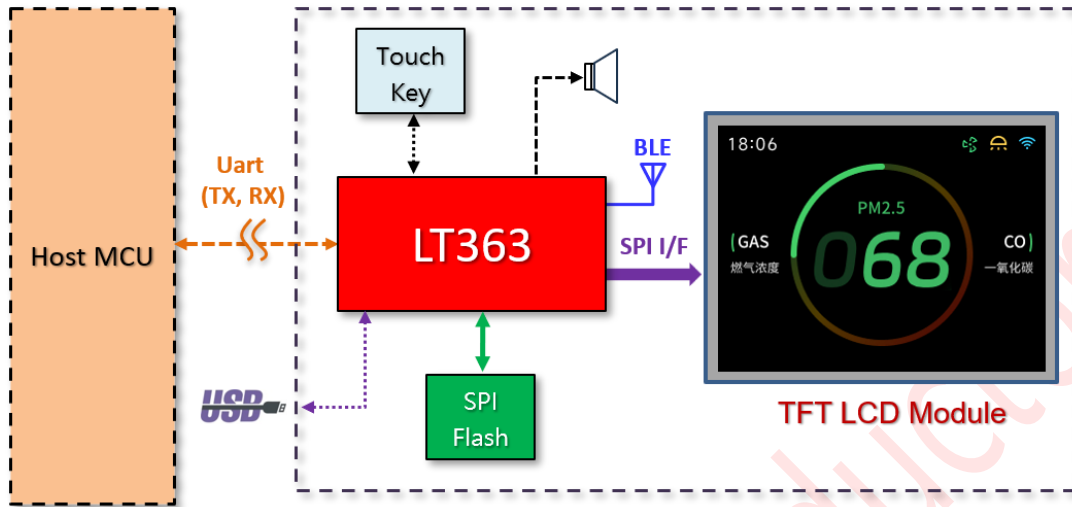 Host MCU
Uart
(TX, RX)
USB
Touch
Key
LT363
BLE
SPI I/F
SPI
Flash
18:06
PM2.5
068
(GAS
燃气浓度
CO)
一氧化碳
TFT LCD Module